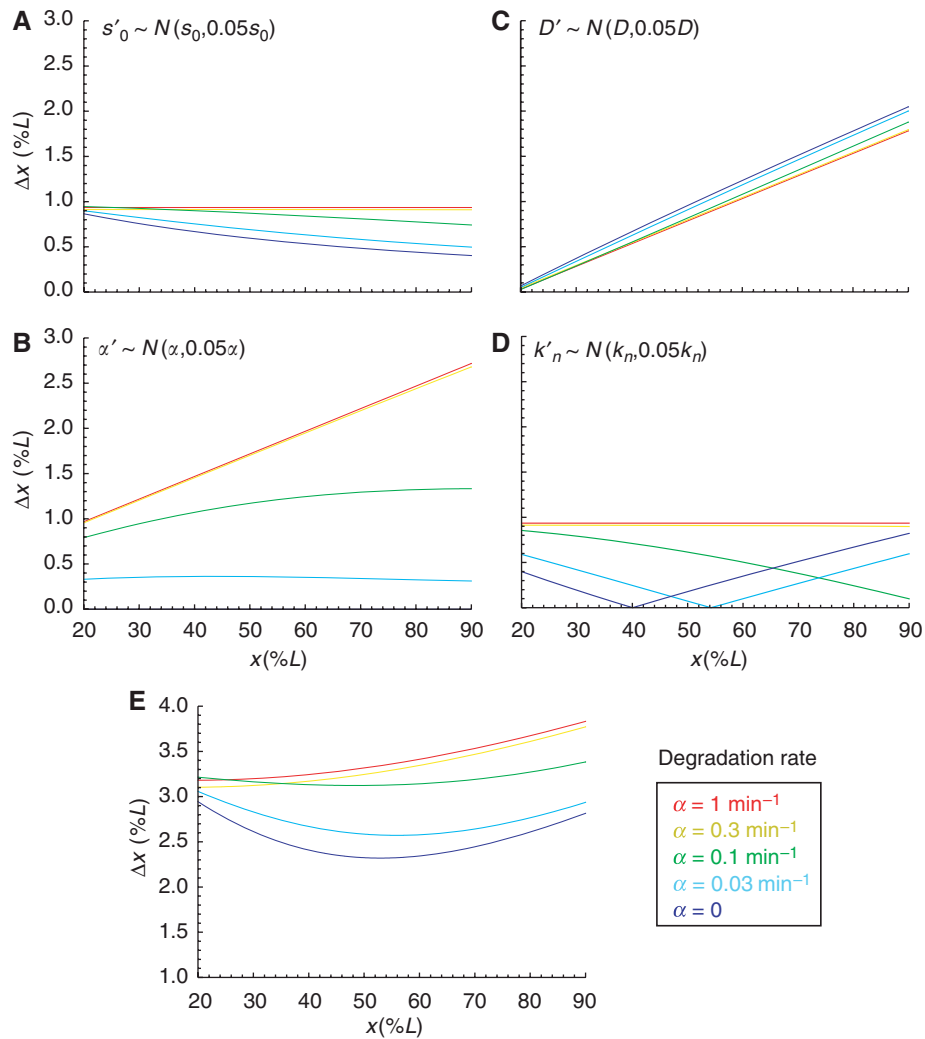 A s′0 ~ N(s0,0.05s0)
3.0
2.5
2.0
1.5
1.0
0.5
0.0
Δx (%L)
C D′ ~ N(D,0.05D)
B α′ ~ N(α,0.05α)
3.0
2.5
2.0
1.5
1.0
0.5
0.0
Δx (%L)
20 30 40 50 60 70 80 90
x(%L)
D k′n ~ N(kn,0.05kn)
20 30 40 50 60 70 80 90
x(%L)
E
4.0
3.5
3.0
2.5
2.0
1.5
1.0
Δx (%L)
20 30 40 50 60 70 80 90
x(%L)
Degradation rate
α = 1 min⁻¹
α = 0.3 min⁻¹
α = 0.1 min⁻¹
α = 0.03 min⁻¹
α = 0